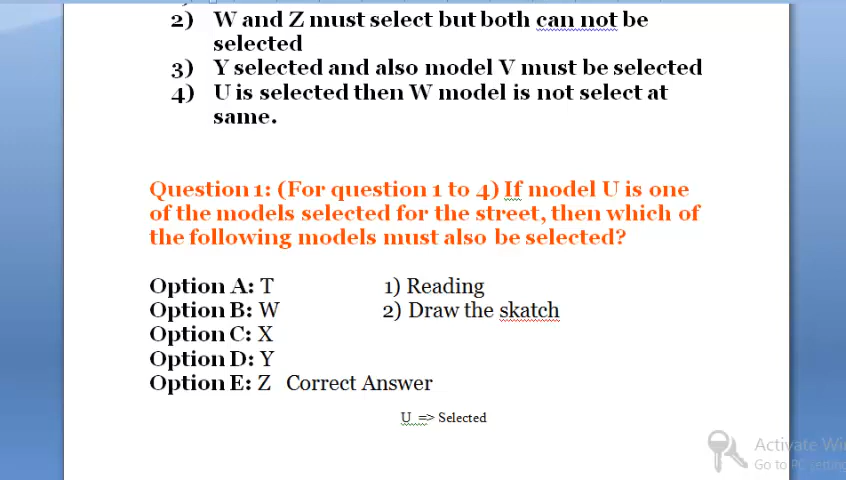 2) W and Z must select but both can not be
selected
3) Y selected and also model V must be selected
4) U is selected then W model is not select at
same.
Question 1: (For question 1 to 4) If model U is one
of the models selected for the street, then which of
the following models must also be selected?
Option A: T 1) Reading
Option B: W 2) Draw the skatch
Option C: X
Option D: Y
Option E: Z Correct Answer
U => Selected
Activate Wi
Go to PC setting